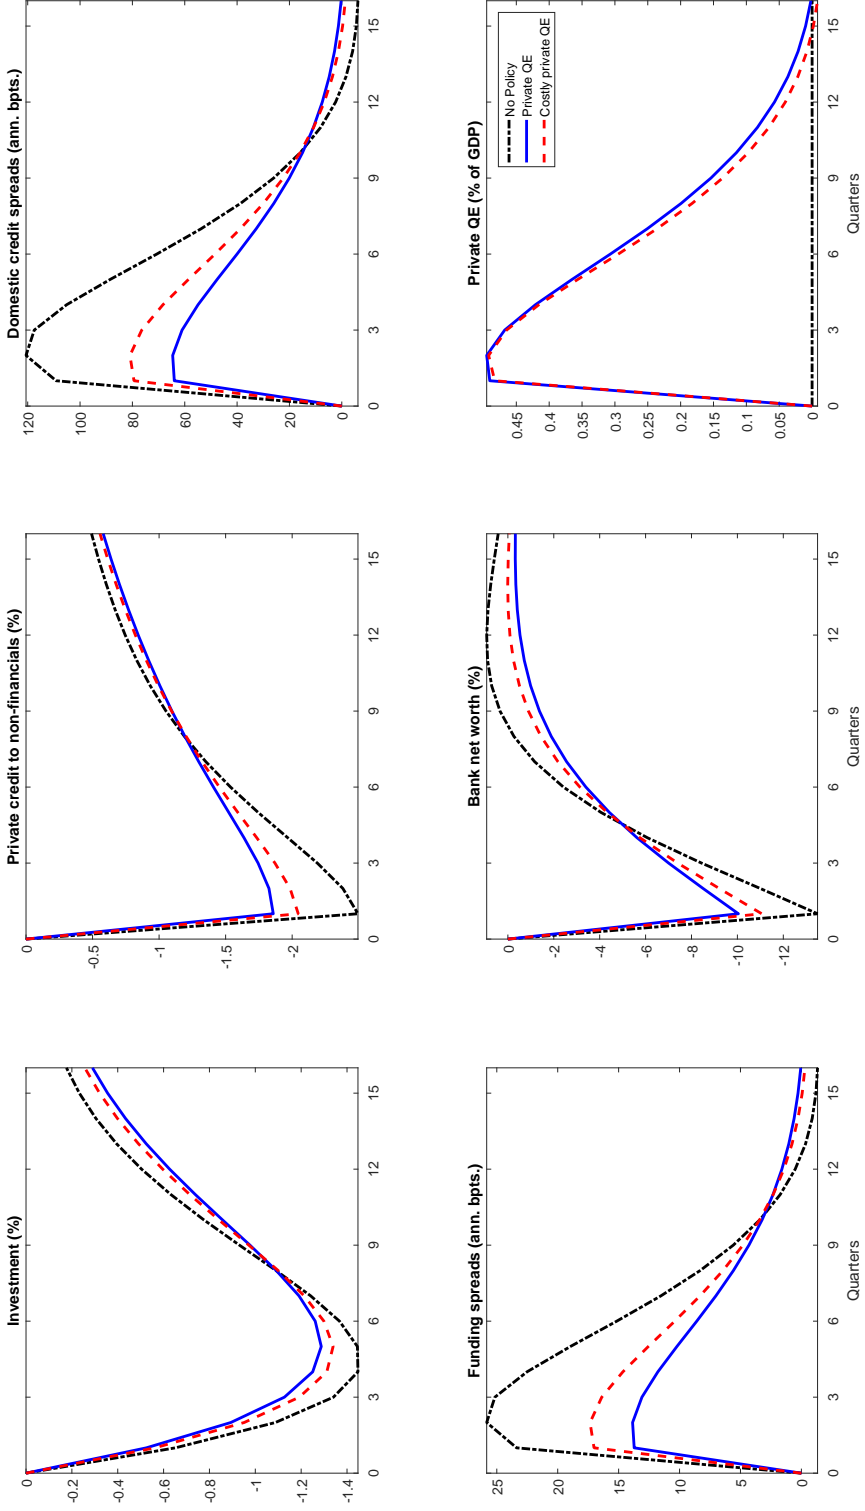 Investment (%)
0
-0.2
-0.4
-0.6
-0.8
-1
-1.2
-1.4
0 3 6 9 12 15
Private credit to non-financials (%)
0
-0.5
-1
-1.5
-2
0 3 6 9 12 15
Domestic credit spreads (ann. bpts.)
120
100
80
60
40
20
0
0 3 6 9 12 15
Funding spreads (ann. bpts.)
25
20
15
10
5
0
0 3 6 9 12 15
Quarters
Bank net worth (%)
0
-2
-4
-6
-8
-10
-12
0 3 6 9 12 15
Quarters
Private QE (% of GDP)
0.45
0.4
0.35
0.3
0.25
0.2
0.15
0.1
0.05
0
0 3 6 9 12 15
Quarters
No Policy
Private QE
Costly private QE